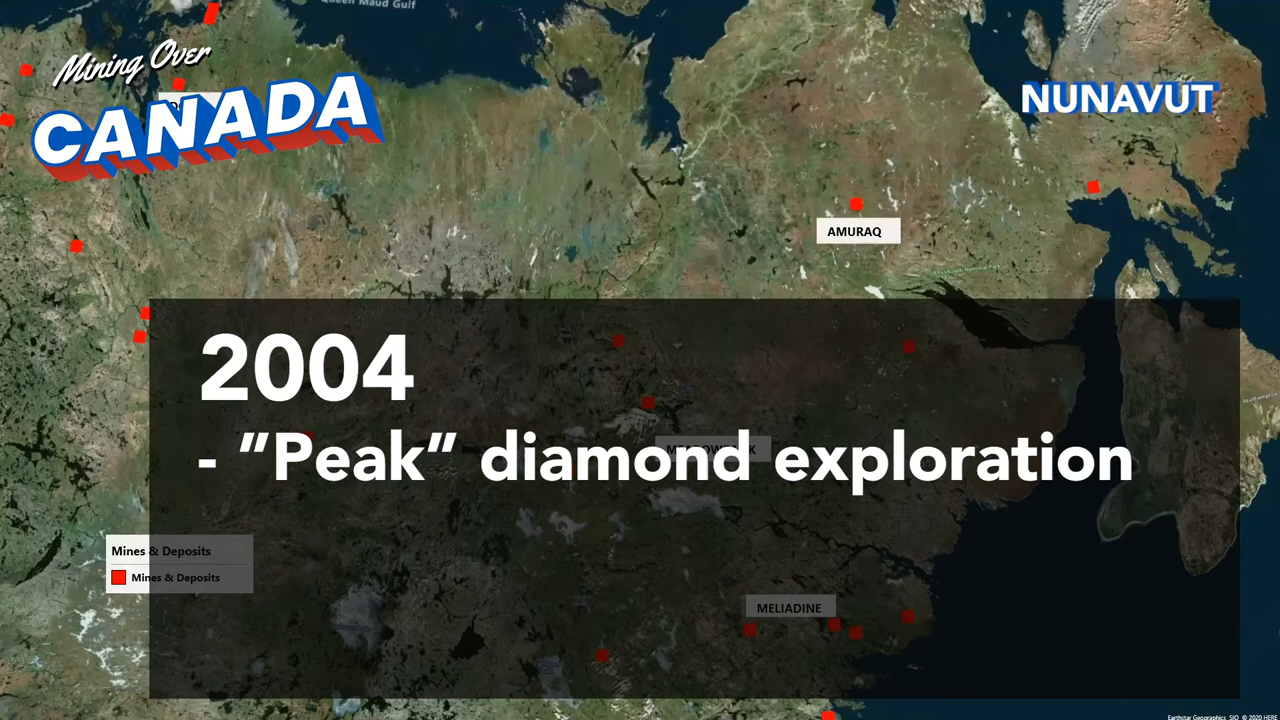 Queen Maud Gulf
Mining Over
CANADA
NUNAVUT
AMURAQ
2004
- "Peak" diamond exploration
Mines & Deposits
Mines & Deposits
MELIADINE
Earthstar Geographics SIO © 2020 HERE